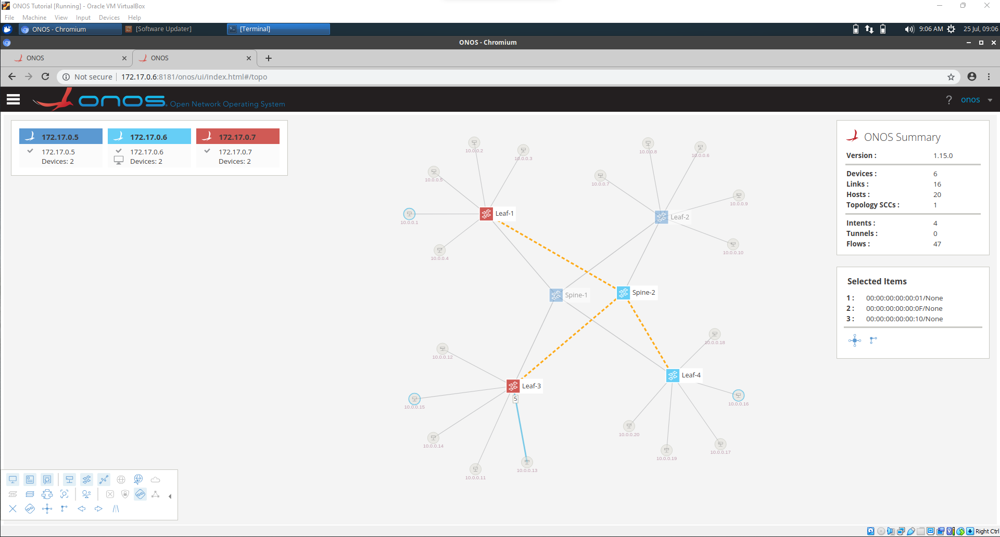 ONOS Tutorial [Running] - Oracle VM VirtualBox
File Machine View Input Devices Help
ONOS - Chromium [Software Updater] [Terminal] 9:06 AM 25 Jul, 09:06
ONOS - Chromium
ONOS ONOS
Not secure 172.17.0.6:8181/onos/ui/index.html#/topo
onos Open Network Operating System ? onos
172.17.0.5 172.17.0.6 172.17.0.7
172.17.0.5 172.17.0.6 172.17.0.7
Devices: 2 Devices: 2 Devices: 2
10.0.0.2
10.0.0.3
10.0.0.5
10.0.0.1
10.0.0.4
Leaf-1
10.0.0.8
10.0.0.6
10.0.0.7
10.0.0.9
10.0.0.10
Leaf-2
Spine-1
Spine-2
10.0.0.12
10.0.0.15
10.0.0.14
10.0.0.11
10.0.0.13
Leaf-3
5
10.0.0.18
Leaf-4
10.0.0.16
10.0.0.20
10.0.0.19
10.0.0.17
ONOS Summary
Version : 1.15.0
Devices : 6
Links : 16
Hosts : 20
Topology SCCs : 1
Intents : 4
Tunnels : 0
Flows : 47
Selected Items
1 : 00:00:00:00:00:01/None
2 : 00:00:00:00:00:0F/None
3 : 00:00:00:00:00:10/None
Right Ctrl